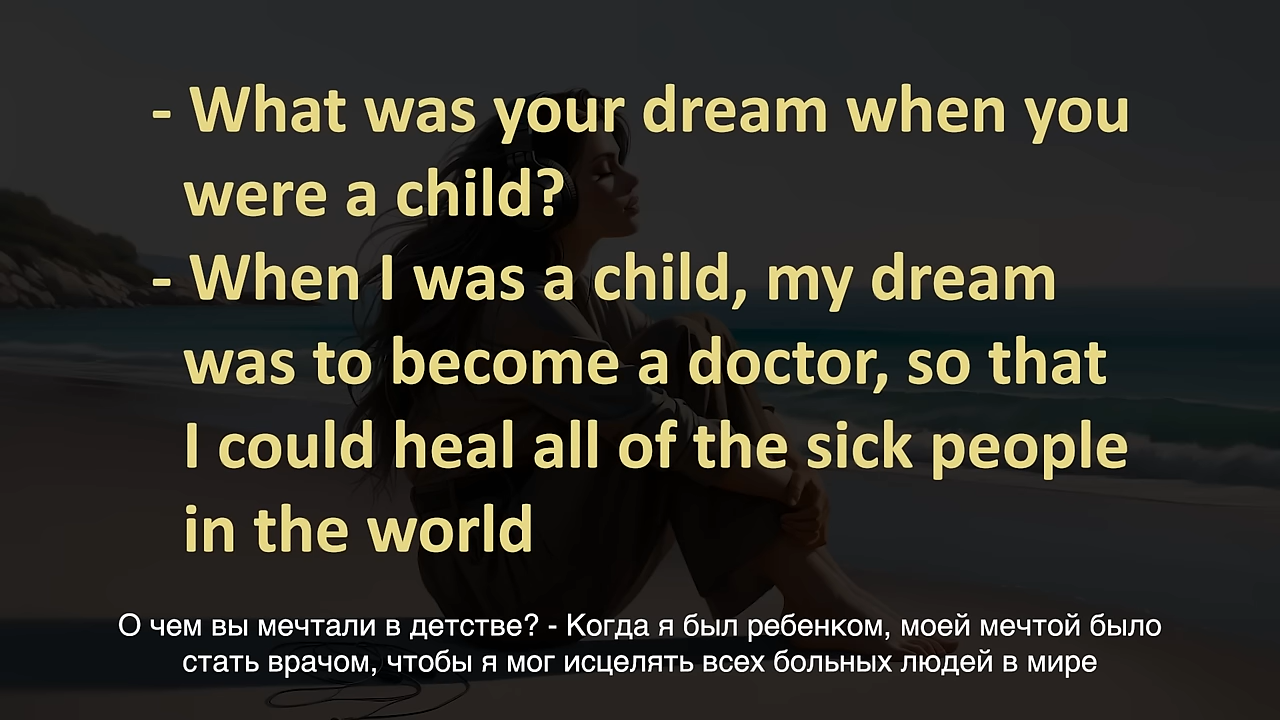 - What was your dream when you
were a child?
- When I was a child, my dream
was to become a doctor, so that
I could heal all of the sick people
in the world
О чем вы мечтали в детстве? - Когда я был ребенком, моей мечтой было
стать врачом, чтобы я мог исцелять всех больных людей в мире